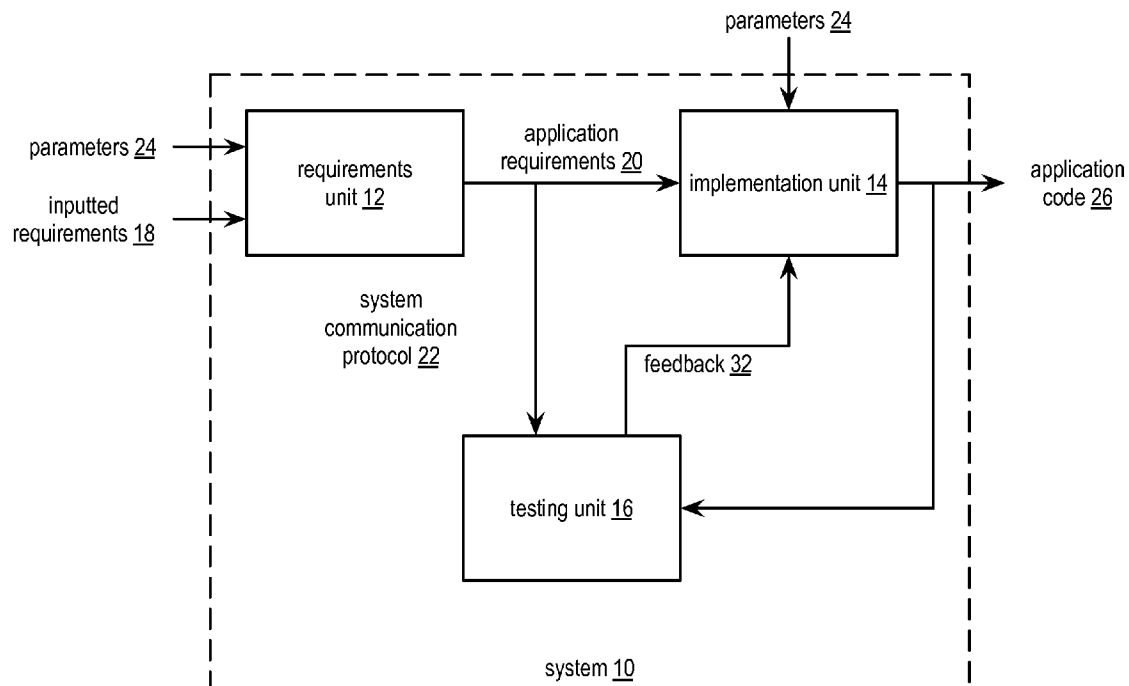 parameters 24
parameters 24
inputted
requirements 18
requirements
unit 12
application
requirements 20
implementation unit 14
application
code 26
system
communication
protocol 22
feedback 32
testing unit 16
system 10